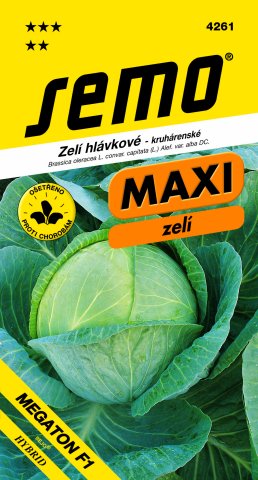 4261
semo®
Zelí hlávkové - kruhárenské
Brassica oleracea L. convar. capitata (L.) Alef. var. alba DC.
MAXI
zelí
OŠETŘENO
PROTI CHOROBÁM
MEGATON F1
HYBRID